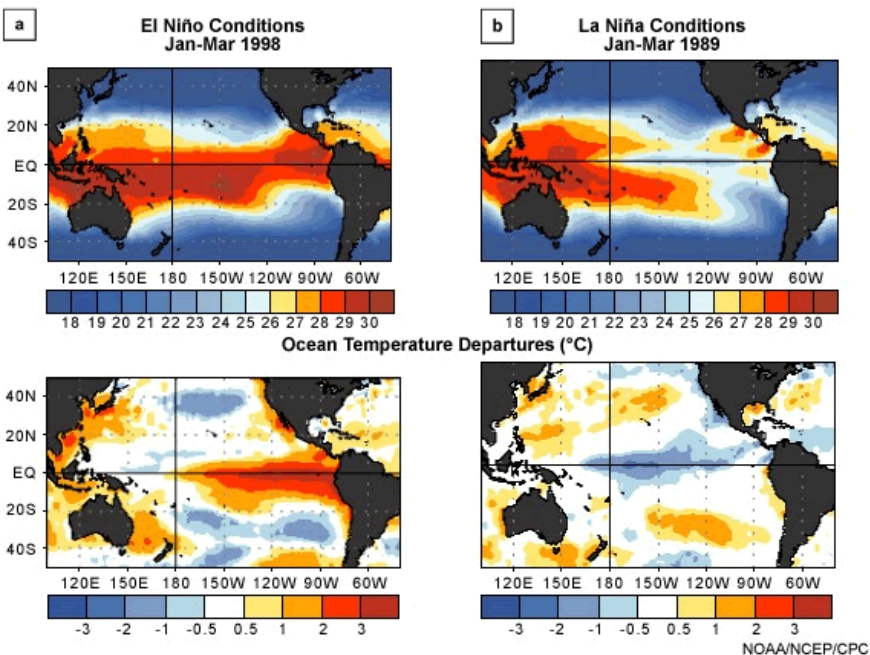 a
El Niño Conditions
Jan-Mar 1998
b
La Niña Conditions
Jan-Mar 1989
40N
20N
EQ
20S
40S
120E 150E 180 150W 120W 90W 60W
120E 150E 180 150W 120W 90W 60W
18 19 20 21 22 23 24 25 26 27 28 29 30
18 19 20 21 22 23 24 25 26 27 28 29 30
Ocean Temperature Departures (°C)
40N
20N
EQ
20S
40S
120E 150E 180 150W 120W 90W 60W
120E 150E 180 150W 120W 90W 60W
-3 -2 -1 -0.5 0.5 1 2 3
-3 -2 -1 -0.5 0.5 1 2 3
NOAA/NCEP/CPC